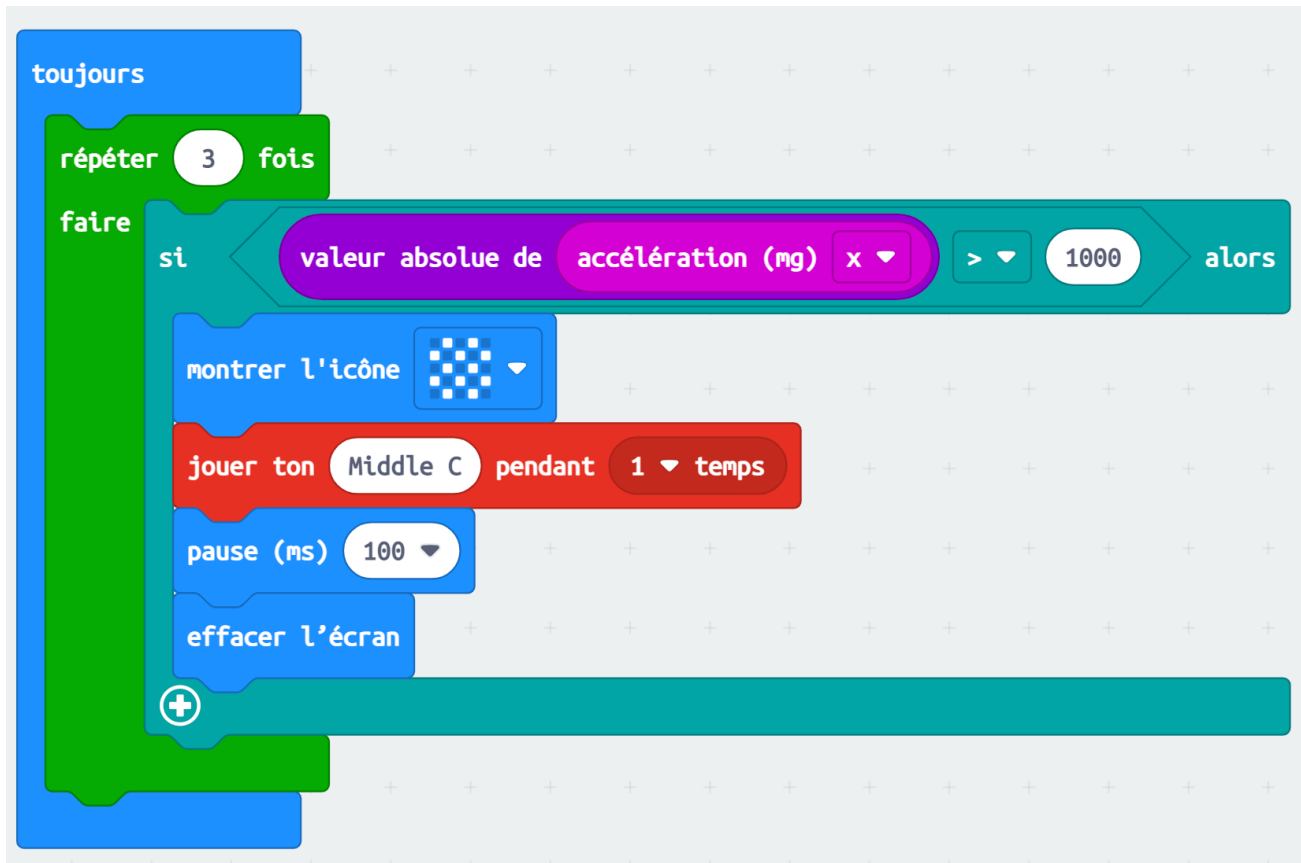 toujours
répéter 3 fois
faire
si valeur absolue de accélération (mg) x > 1000 alors
montrer l'icône
jouer ton Middle C pendant 1 temps
pause (ms) 100
effacer l’écran